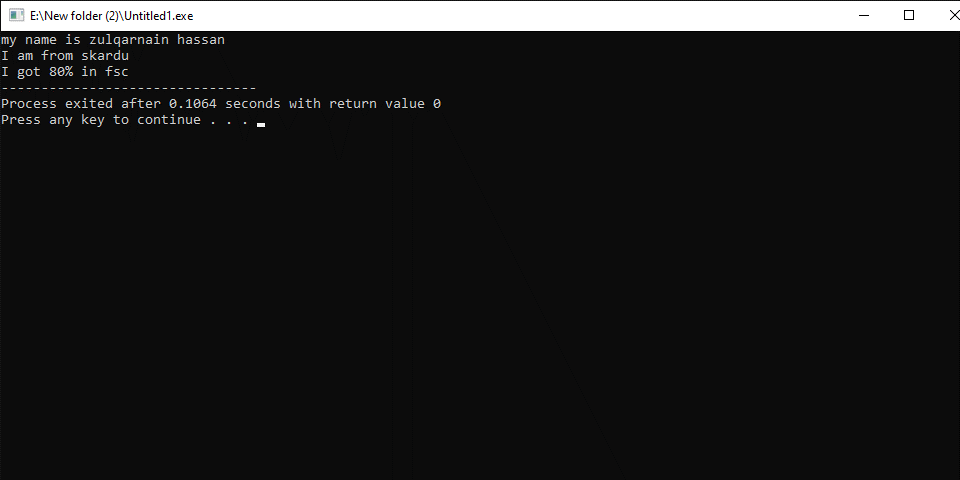 E:\New folder (2)\Untitled1.exe
my name is zulqarnain hassan
I am from skardu
I got 80% in fsc
--------------------------------
Process exited after 0.1064 seconds with return value 0
Press any key to continue . . .